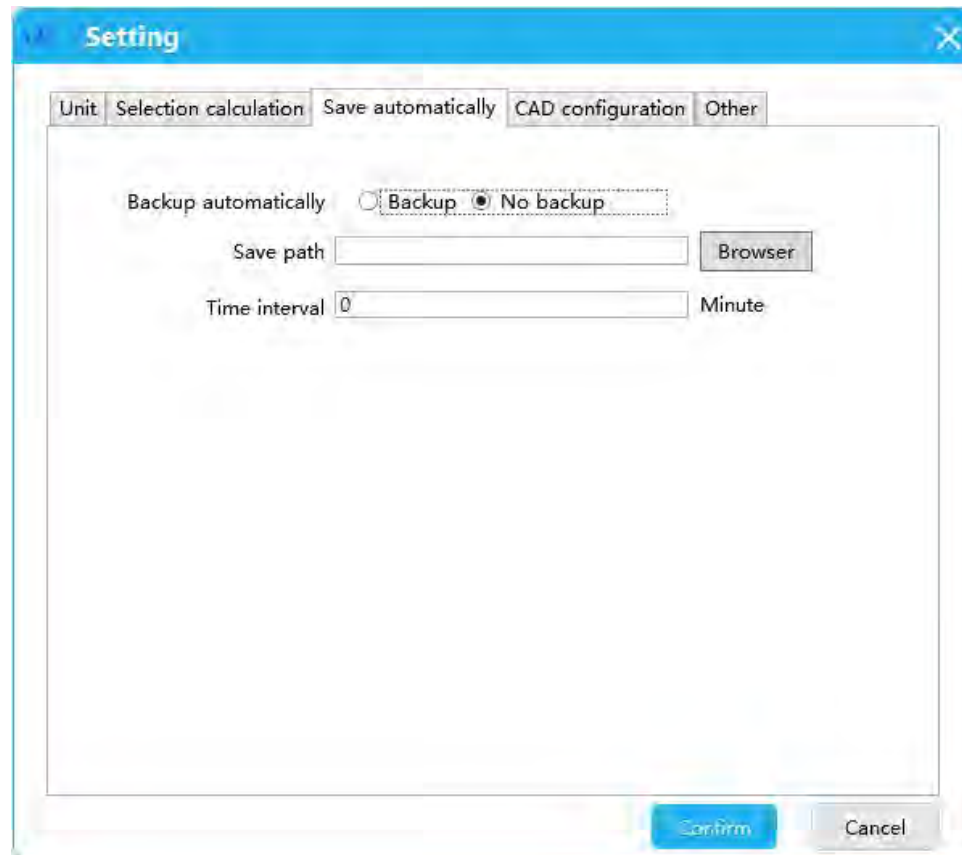 Setting
Unit Selection calculation Save automatically CAD configuration Other
Backup automatically Backup No backup
Save path Browser
Time interval 0 Minute
Confirm Cancel